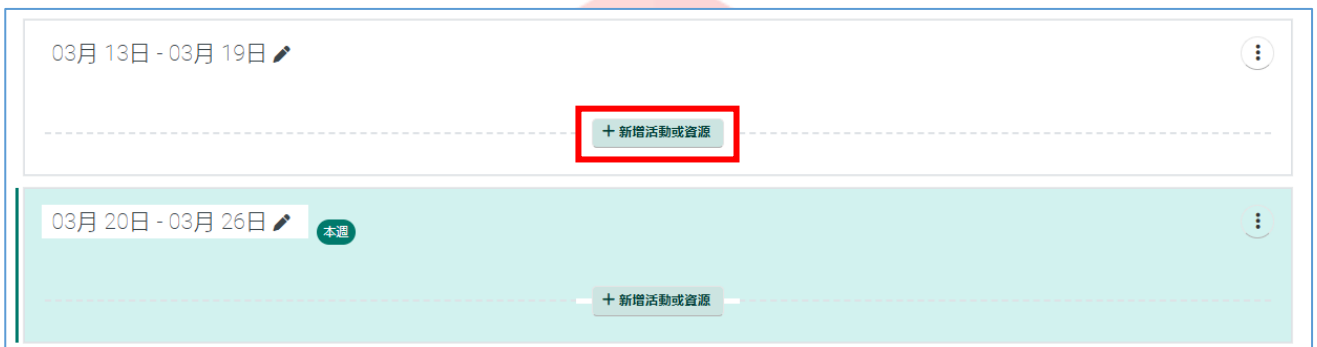 03月 13日 - 03月 19日
+ 新增活動或資源
03月 20日 - 03月 26日 本週
+ 新增活動或資源